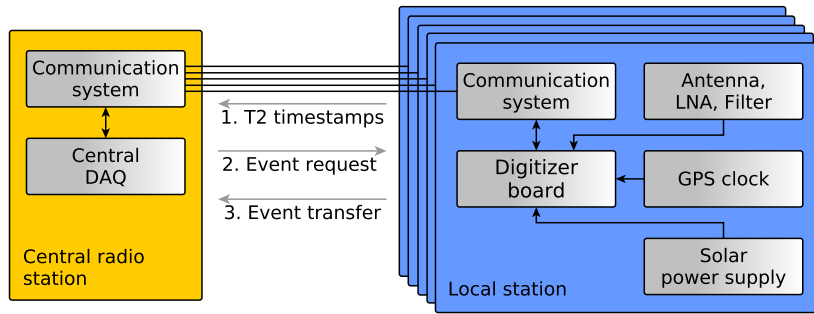 Communication
system
Central
DAQ
Central radio
station
1. T2 timestamps
2. Event request
3. Event transfer
Communication
system
Antenna,
LNA, Filter
Digitizer
board
GPS clock
Solar
power supply
Local station